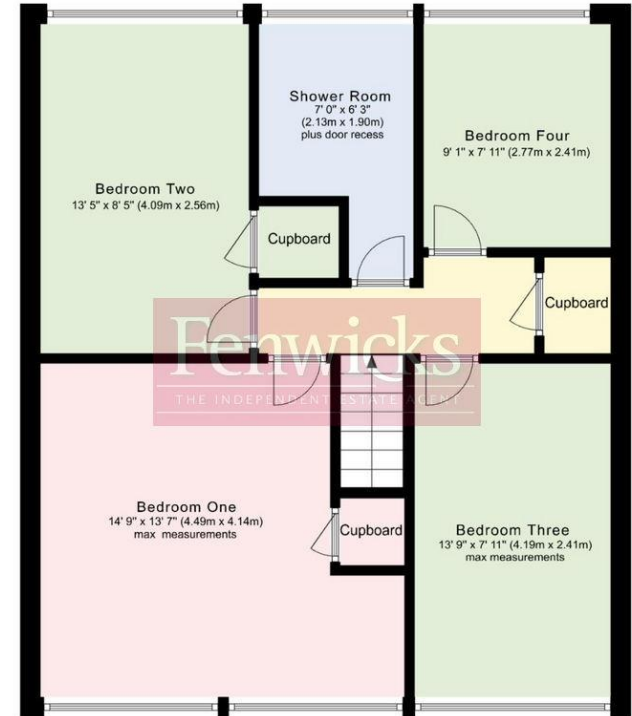 Shower Room
7' 0" x 6' 3"
(2.13m x 1.90m)
plus door recess
Bedroom Four
9' 1" x 7' 11" (2.77m x 2.41m)
Bedroom Two
13' 5" x 8' 5" (4.09m x 2.56m)
Cupboard
Cupboard
Fenwicks
THE INDEPENDENT ESTATE AGENT
Bedroom One
14' 9" x 13' 7" (4.49m x 4.14m)
max measurements
Cupboard
Bedroom Three
13' 9" x 7' 11" (4.19m x 2.41m)
max measurements